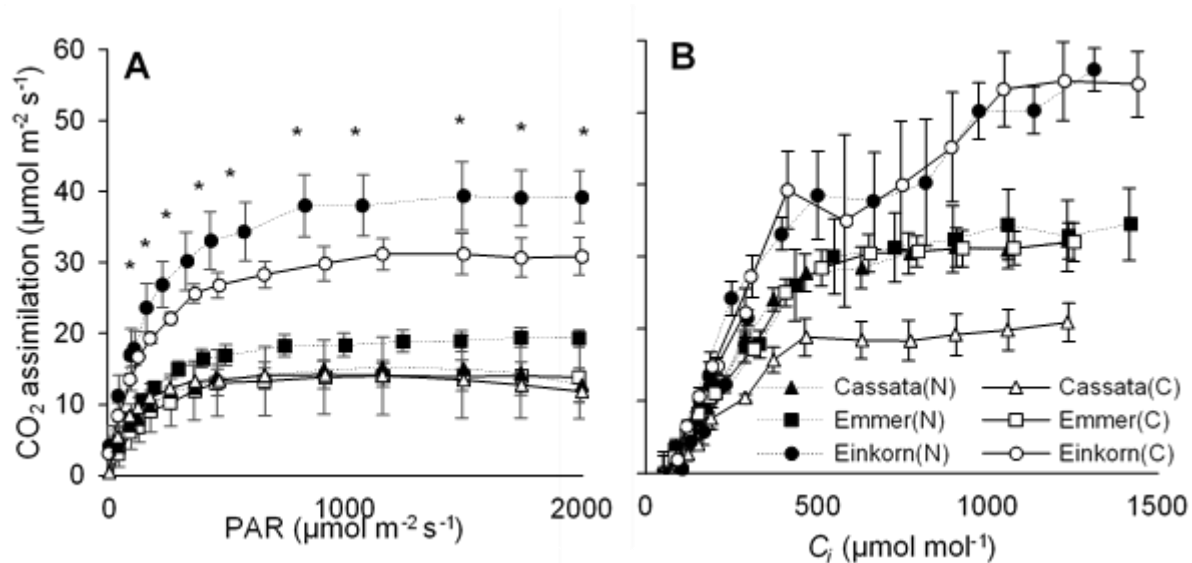 A
B
CO2 assimilation (µmol m-2 s-1)
60
50
40
30
20
10
0
* * * * * * * * * * *
0
1000
2000
PAR (µmol m-2 s-1)
0
500
1000
1500
Ci (µmol mol-1)
Cassata(N)
Cassata(C)
Emmer(N)
Emmer(C)
Einkorn(N)
Einkorn(C)